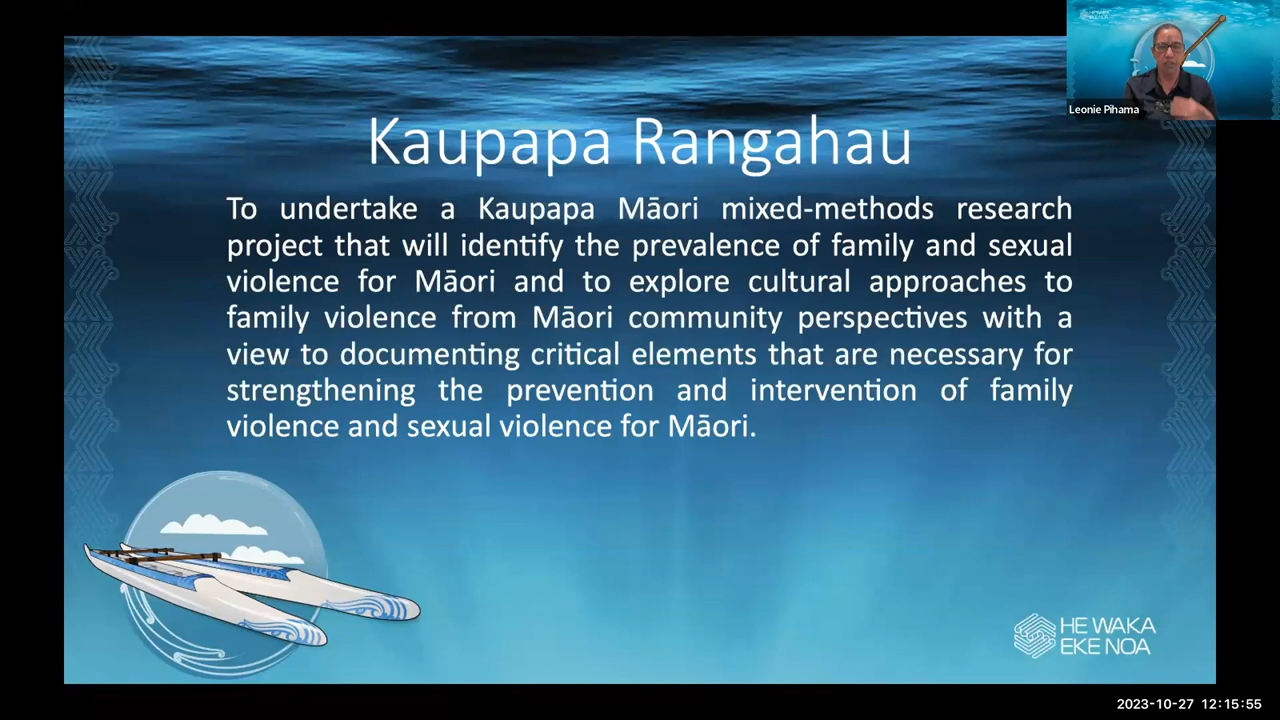 Leonie Pihama
Kaupapa Rangahau
To undertake a Kaupapa Māori mixed-methods research
project that will identify the prevalence of family and sexual
violence for Māori and to explore cultural approaches to
family violence from Māori community perspectives with a
view to documenting critical elements that are necessary for
strengthening the prevention and intervention of family
violence and sexual violence for Māori.
HE WAKA
EKE NOA
2023-10-27 12:15:55